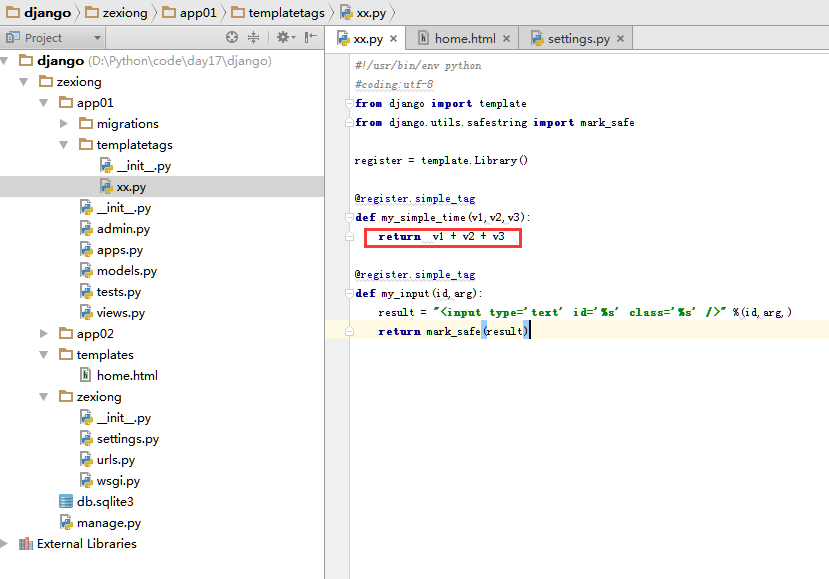 django zexiong app01 templatetags xx.py
Project
xx.py × home.html × settings.py ×
django (D:\Python\code\day17\django)
zexiong
app01
migrations
templatetags
__init__.py
xx.py
__init__.py
admin.py
apps.py
models.py
tests.py
views.py
app02
templates
home.html
zexiong
__init__.py
settings.py
urls.py
wsgi.py
db.sqlite3
manage.py
External Libraries
#!/usr/bin/env python
#coding:utf-8
from django import template
from django.utils.safestring import mark_safe
register = template.Library()
@register.simple_tag
def my_simple_time(v1,v2,v3):
    return  v1 + v2 + v3
@register.simple_tag
def my_input(id,arg):
    result = "<input type='text' id='%s' class='%s' />" %(id,arg,)
    return mark_safe(result)